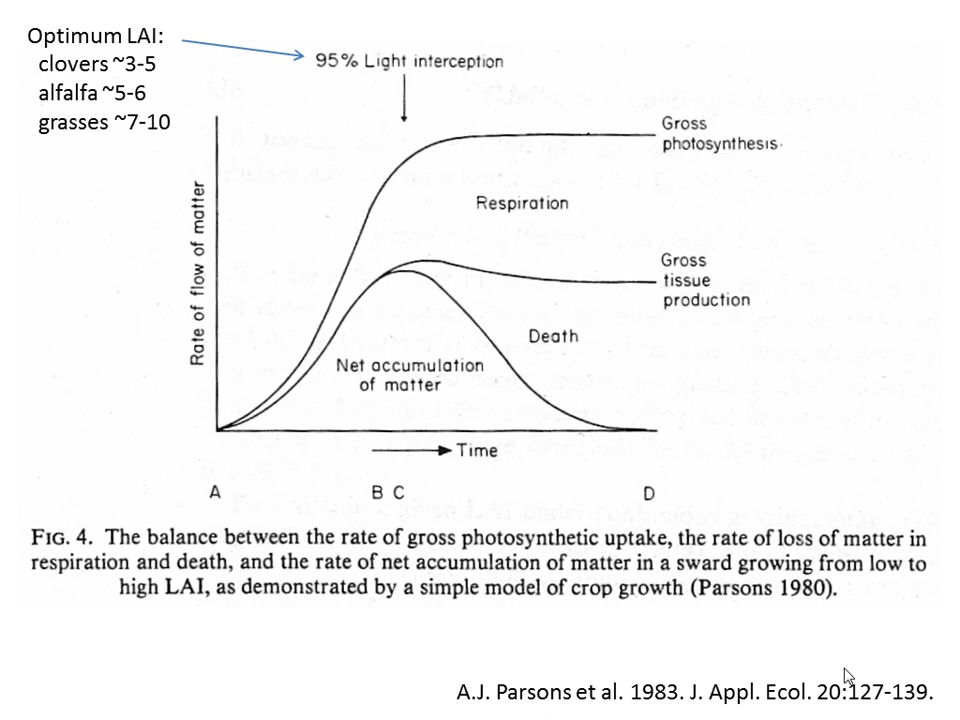 Optimum LAI:
clovers ~3-5
alfalfa ~5-6
grasses ~7-10
95% Light interception
Gross
photosynthesis
Respiration
Gross
tissue
production
Death
Net accumulation
of matter
Rate of flow of matter
Time
A B C D
FIG. 4. The balance between the rate of gross photosynthetic uptake, the rate of loss of matter in
respiration and death, and the rate of net accumulation of matter in a sward growing from low to
high LAI, as demonstrated by a simple model of crop growth (Parsons 1980).
A.J. Parsons et al. 1983. J. Appl. Ecol. 20:127-139.